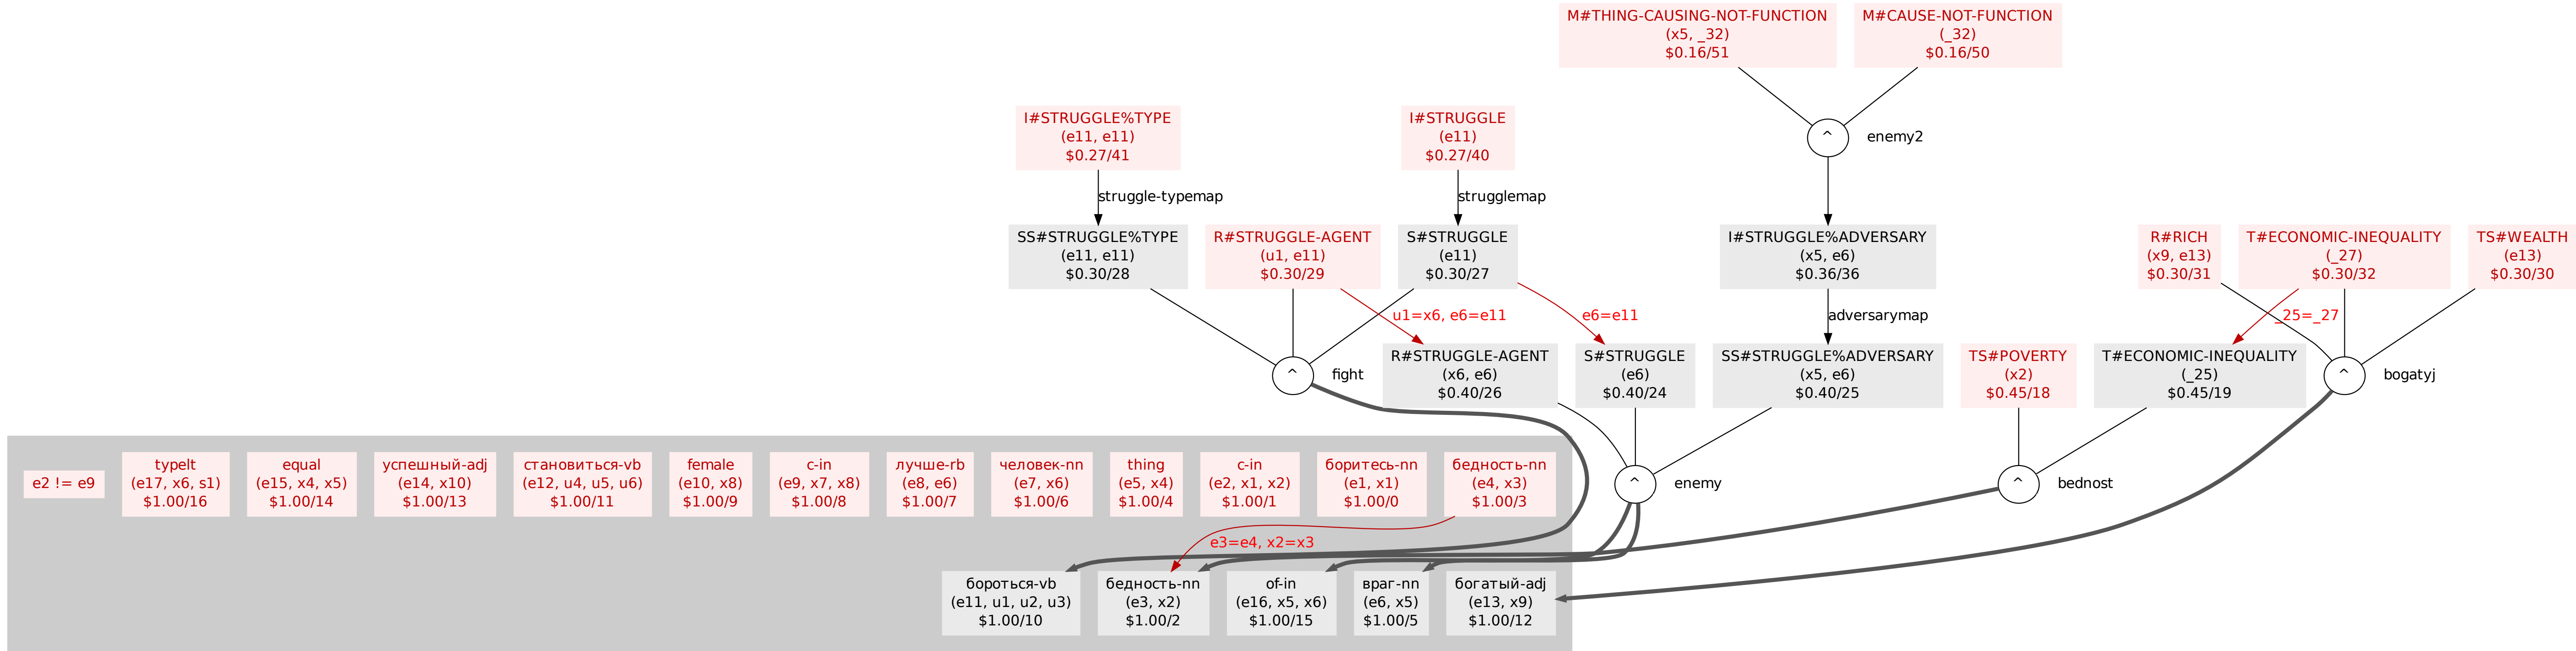 M#THING-CAUSING-NOT-FUNCTION
(x5, _32)
$0.16/51
M#CAUSE-NOT-FUNCTION
(_32)
$0.16/50
I#STRUGGLE%TYPE
(e11, e11)
$0.27/41
I#STRUGGLE
(e11)
$0.27/40
^
enemy2
struggle-typemap
strugglemap
SS#STRUGGLE%TYPE
(e11, e11)
$0.30/28
R#STRUGGLE-AGENT
(u1, e11)
$0.30/29
S#STRUGGLE
(e11)
$0.30/27
I#STRUGGLE%ADVERSARY
(x5, e6)
$0.36/36
R#RICH
(x9, e13)
$0.30/31
T#ECONOMIC-INEQUALITY
(_27)
$0.30/32
TS#WEALTH
(e13)
$0.30/30
u1=x6, e6=e11
e6=e11
adversarymap
_25=_27
^
fight
R#STRUGGLE-AGENT
(x6, e6)
$0.40/26
S#STRUGGLE
(e6)
$0.40/24
SS#STRUGGLE%ADVERSARY
(x5, e6)
$0.40/25
TS#POVERTY
(x2)
$0.45/18
T#ECONOMIC-INEQUALITY
(_25)
$0.45/19
^
bogatyj
e2 != e9
typelt
(e17, x6, s1)
$1.00/16
equal
(e15, x4, x5)
$1.00/14
успешный-adj
(e14, x10)
$1.00/13
становиться-vb
(e12, u4, u5, u6)
$1.00/11
female
(e10, x8)
$1.00/9
с-in
(e9, x7, x8)
$1.00/8
лучше-rb
(e8, e6)
$1.00/7
человек-nn
(e7, x6)
$1.00/6
thing
(e5, x4)
$1.00/4
с-in
(e2, x1, x2)
$1.00/1
боритесь-nn
(e1, x1)
$1.00/0
бедность-nn
(e4, x3)
$1.00/3
^
enemy
^
bednost
e3=e4, x2=x3
бороться-vb
(e11, u1, u2, u3)
$1.00/10
бедность-nn
(e3, x2)
$1.00/2
of-in
(e16, x5, x6)
$1.00/15
враг-nn
(e6, x5)
$1.00/5
богатый-adj
(e13, x9)
$1.00/12